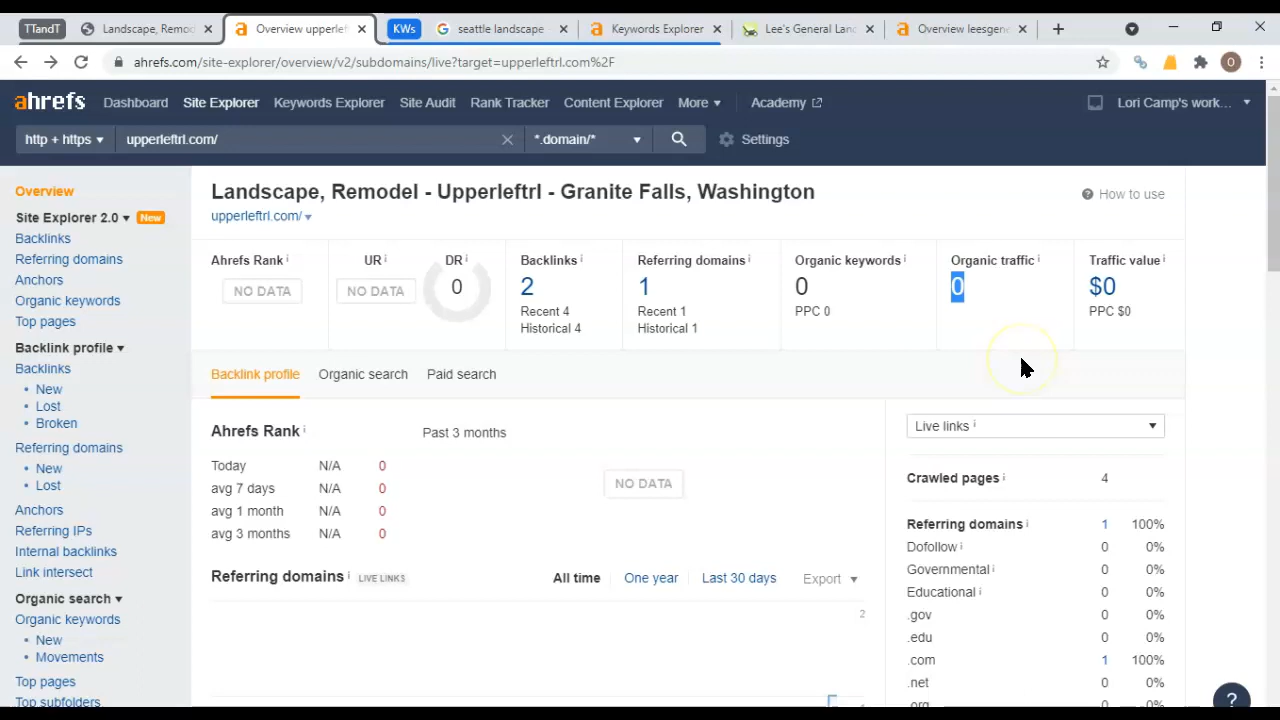 TTandT
Landscape, Remod
Overview upperlef
KWs
seattle landscape
Keywords Explorer
Lee's General Lan
Overview leesgene
ahrefs.com/site-explorer/overview/v2/subdomains/live?target=upperleftrl.com%2F
O
ahrefs
Dashboard
Site Explorer
Keywords Explorer
Site Audit
Rank Tracker
Content Explorer
More
Academy
Lori Camp's work...
http + https
upperleftrl.com/
*.domain/*
Settings
Overview
Site Explorer 2.0
New
Backlinks
Referring domains
Anchors
Organic keywords
Top pages
Backlink profile
Backlinks
• New
• Lost
• Broken
Referring domains
• New
• Lost
Anchors
Referring IPs
Internal backlinks
Link intersect
Organic search
Organic keywords
• New
• Movements
Top pages
Top subfolders
Landscape, Remodel - Upperleftrl - Granite Falls, Washington
How to use
upperleftrl.com/
Ahrefs Rank
NO DATA
UR
NO DATA
DR
0
Backlinks
2
Recent 4
Historical 4
Referring domains
1
Recent 1
Historical 1
Organic keywords
0
PPC 0
Organic traffic
0
Traffic value
$0
PPC $0
Backlink profile
Organic search
Paid search
Ahrefs Rank
Past 3 months
Today N/A 0
avg 7 days N/A 0
avg 1 month N/A 0
avg 3 months N/A 0
NO DATA
Referring domains LIVE LINKS
All time
One year
Last 30 days
Export
2
Live links
Crawled pages 4
Referring domains 1 100%
Dofollow 0 0%
Governmental 0 0%
Educational 0 0%
.gov 0 0%
.edu 0 0%
.com 1 100%
.net 0 0%
.org 0 0%
?